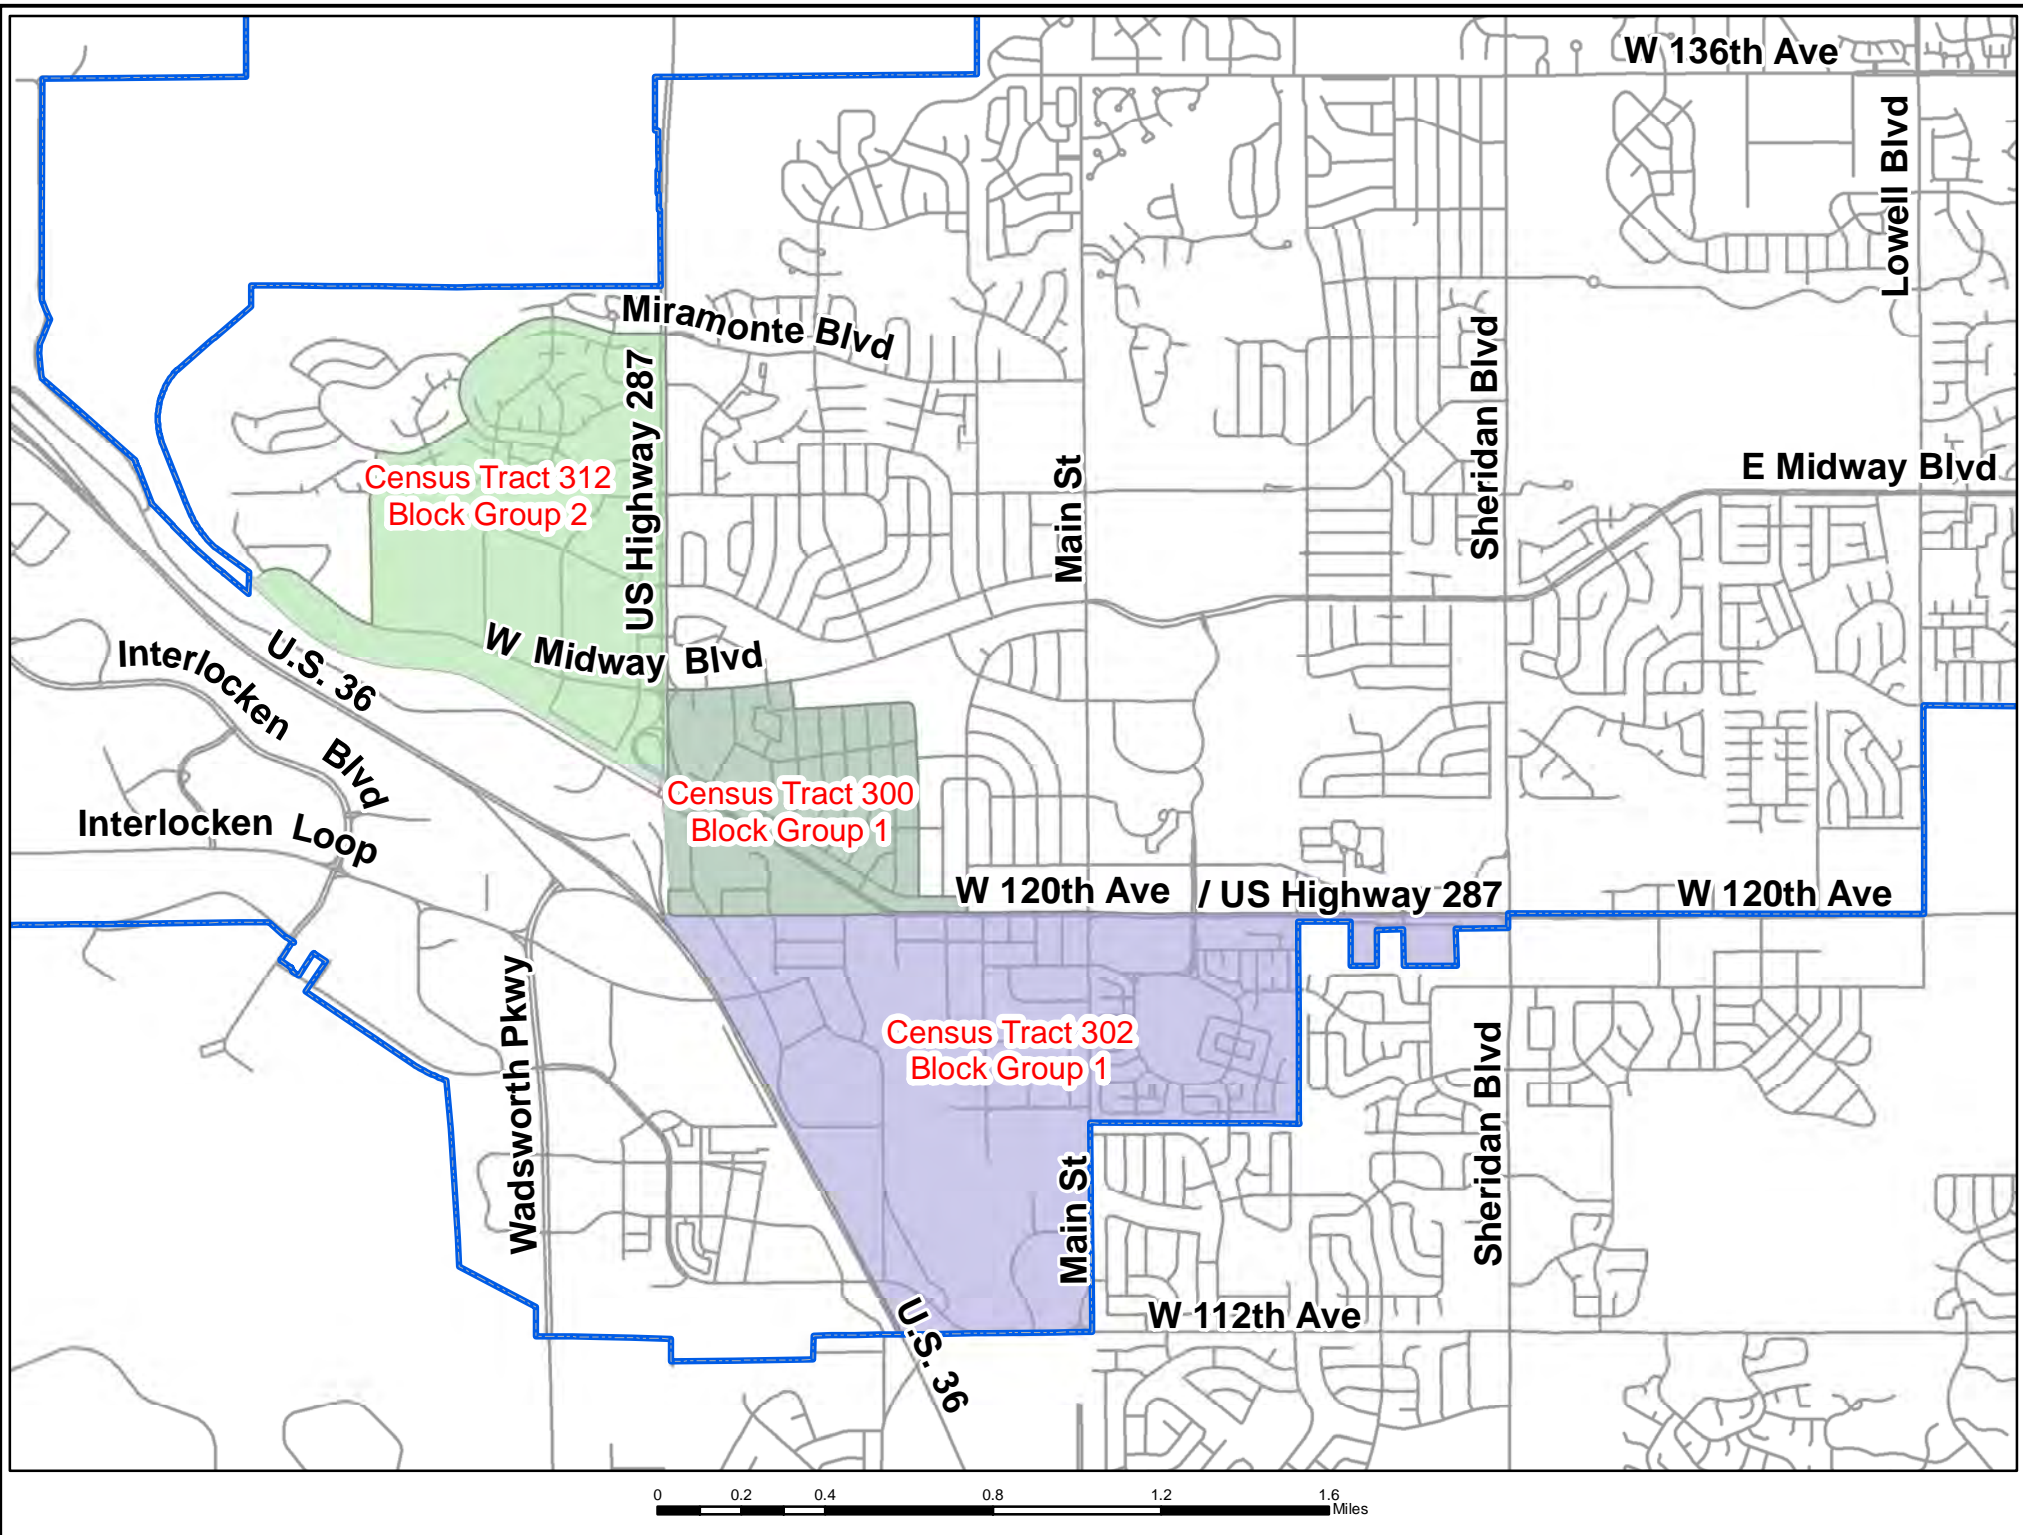 W 136th Ave
Lowell Blvd
Miramonte Blvd
US Highway 287
Sheridan Blvd
Main St
E Midway Blvd
Census Tract 312
Block Group 2
W Midway Blvd
U.S. 36
Interlocken Blvd
Interlocken Loop
Census Tract 300
Block Group 1
W 120th Ave / US Highway 287
W 120th Ave
Wadsworth Pkwy
Census Tract 302
Block Group 1
Main St
Sheridan Blvd
W 112th Ave
U.S. 36
0 0.2 0.4 0.8 1.2 1.6
Miles